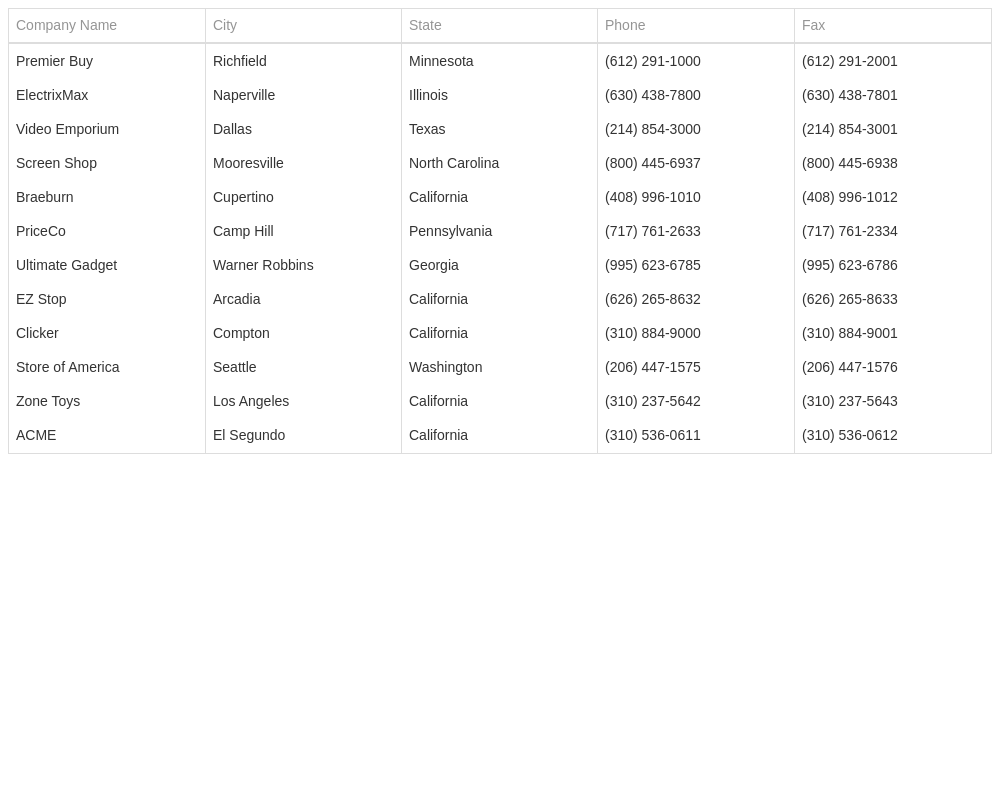 Company Name City State Phone Fax
Premier Buy Richfield Minnesota (612) 291-1000 (612) 291-2001
ElectrixMax Naperville Illinois (630) 438-7800 (630) 438-7801
Video Emporium Dallas Texas (214) 854-3000 (214) 854-3001
Screen Shop Mooresville North Carolina (800) 445-6937 (800) 445-6938
Braeburn Cupertino California (408) 996-1010 (408) 996-1012
PriceCo Camp Hill Pennsylvania (717) 761-2633 (717) 761-2334
Ultimate Gadget Warner Robbins Georgia (995) 623-6785 (995) 623-6786
EZ Stop Arcadia California (626) 265-8632 (626) 265-8633
Clicker Compton California (310) 884-9000 (310) 884-9001
Store of America Seattle Washington (206) 447-1575 (206) 447-1576
Zone Toys Los Angeles California (310) 237-5642 (310) 237-5643
ACME El Segundo California (310) 536-0611 (310) 536-0612